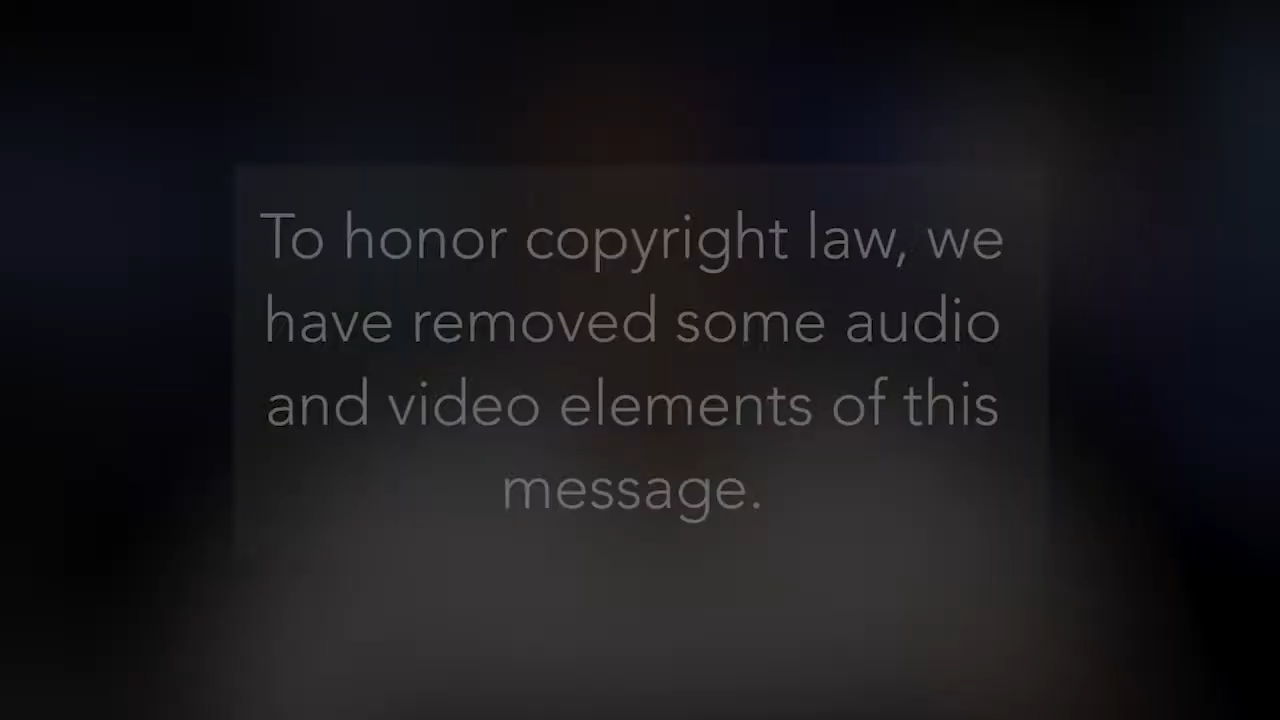 To honor copyright law, we
have removed some audio
and video elements of this
message.